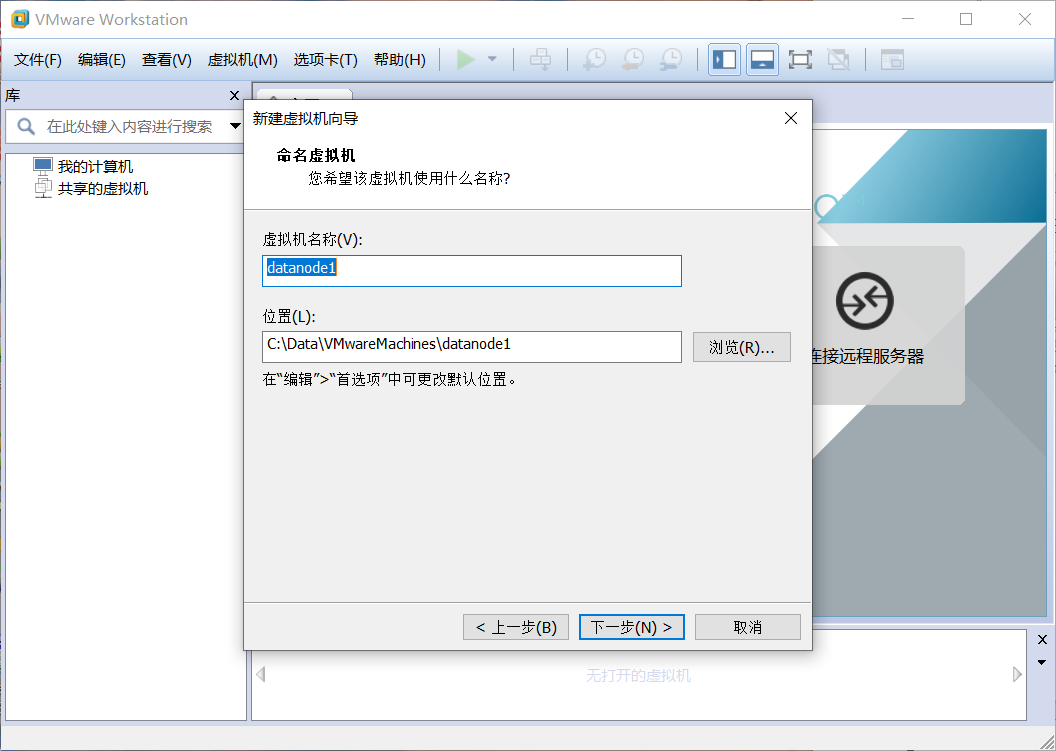 VMware Workstation
文件(F) 编辑(E) 查看(V) 虚拟机(M) 选项卡(T) 帮助(H)
库
在此处键入内容进行搜索
我的计算机
共享的虚拟机
新建虚拟机向导
命名虚拟机
您希望该虚拟机使用什么名称?
虚拟机名称(V):
datanode1
位置(L):
C:\Data\VMwareMachines\datanode1
浏览(R)...
在“编辑”>“首选项”中可更改默认位置。
< 上一步(B)
下一步(N) >
取消
连接远程服务器
无打开的虚拟机